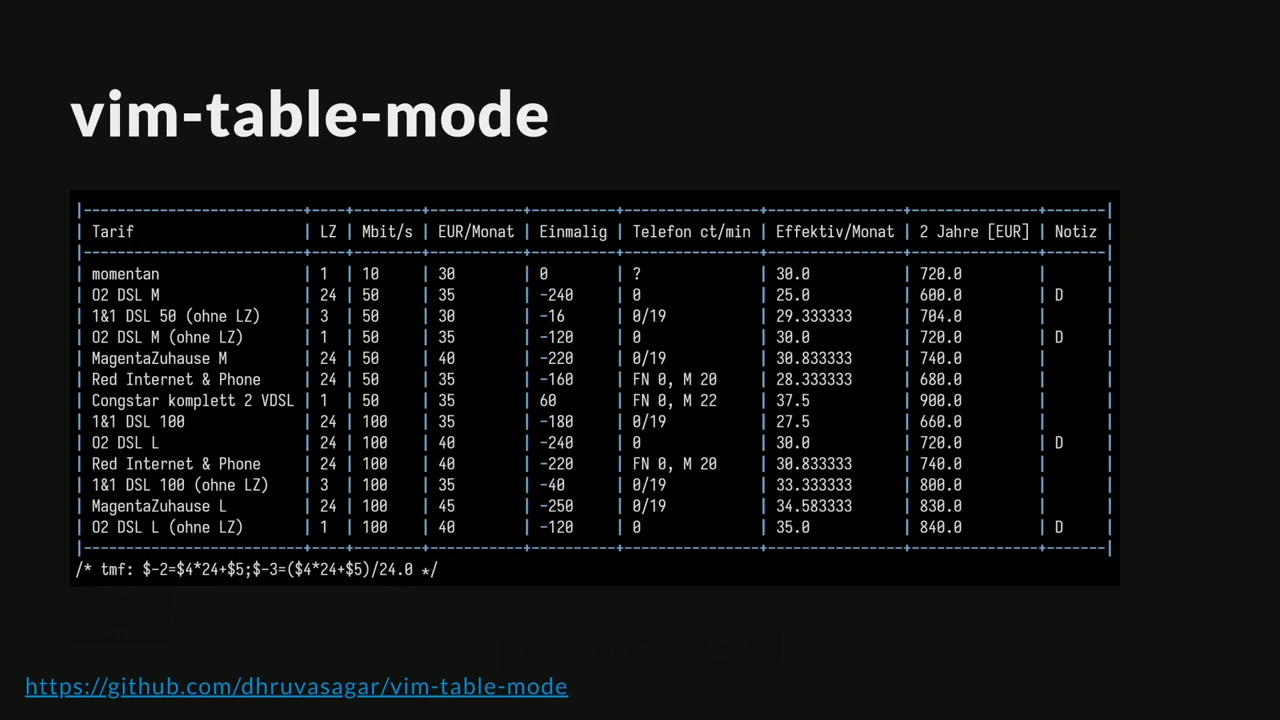 vim-table-mode
|--------------------------+----+---------+-----------+----------+----------------+----------------+---------------+-------|
| Tarif | LZ | Mbit/s | EUR/Monat | Einmalig | Telefon ct/min | Effektiv/Monat | 2 Jahre [EUR] | Notiz |
|--------------------------+----+---------+-----------+----------+----------------+----------------+---------------+-------|
| momentan | 1 | 10 | 30 | 0 | ? | 30.0 | 720.0 | |
| O2 DSL M | 24 | 50 | 35 | -240 | 0 | 25.0 | 600.0 | D |
| 1&1 DSL 50 (ohne LZ) | 3 | 50 | 30 | -16 | 0/19 | 29.333333 | 704.0 | |
| O2 DSL M (ohne LZ) | 1 | 50 | 35 | -120 | 0 | 30.0 | 720.0 | D |
| MagentaZuhause M | 24 | 50 | 40 | -220 | 0/19 | 30.833333 | 740.0 | |
| Red Internet & Phone | 24 | 50 | 35 | -160 | FN 0, M 20 | 28.333333 | 680.0 | |
| Congstar komplett 2 VDSL | 1 | 50 | 35 | 60 | FN 0, M 22 | 37.5 | 900.0 | |
| 1&1 DSL 100 | 24 | 100 | 35 | -180 | 0/19 | 27.5 | 660.0 | |
| O2 DSL L | 24 | 100 | 40 | -240 | 0 | 30.0 | 720.0 | D |
| Red Internet & Phone | 24 | 100 | 40 | -220 | FN 0, M 20 | 30.833333 | 740.0 | |
| 1&1 DSL 100 (ohne LZ) | 3 | 100 | 35 | -40 | 0/19 | 33.333333 | 800.0 | |
| MagentaZuhause L | 24 | 100 | 45 | -250 | 0/19 | 34.583333 | 830.0 | |
| O2 DSL L (ohne LZ) | 1 | 100 | 40 | -120 | 0 | 35.0 | 840.0 | D |
|--------------------------+----+---------+-----------+----------+----------------+----------------+---------------+-------|
/* tmf: $-2=$4*24+$5;$-3=($4*24+$5)/24.0 */
https://github.com/dhruvasagar/vim-table-mode